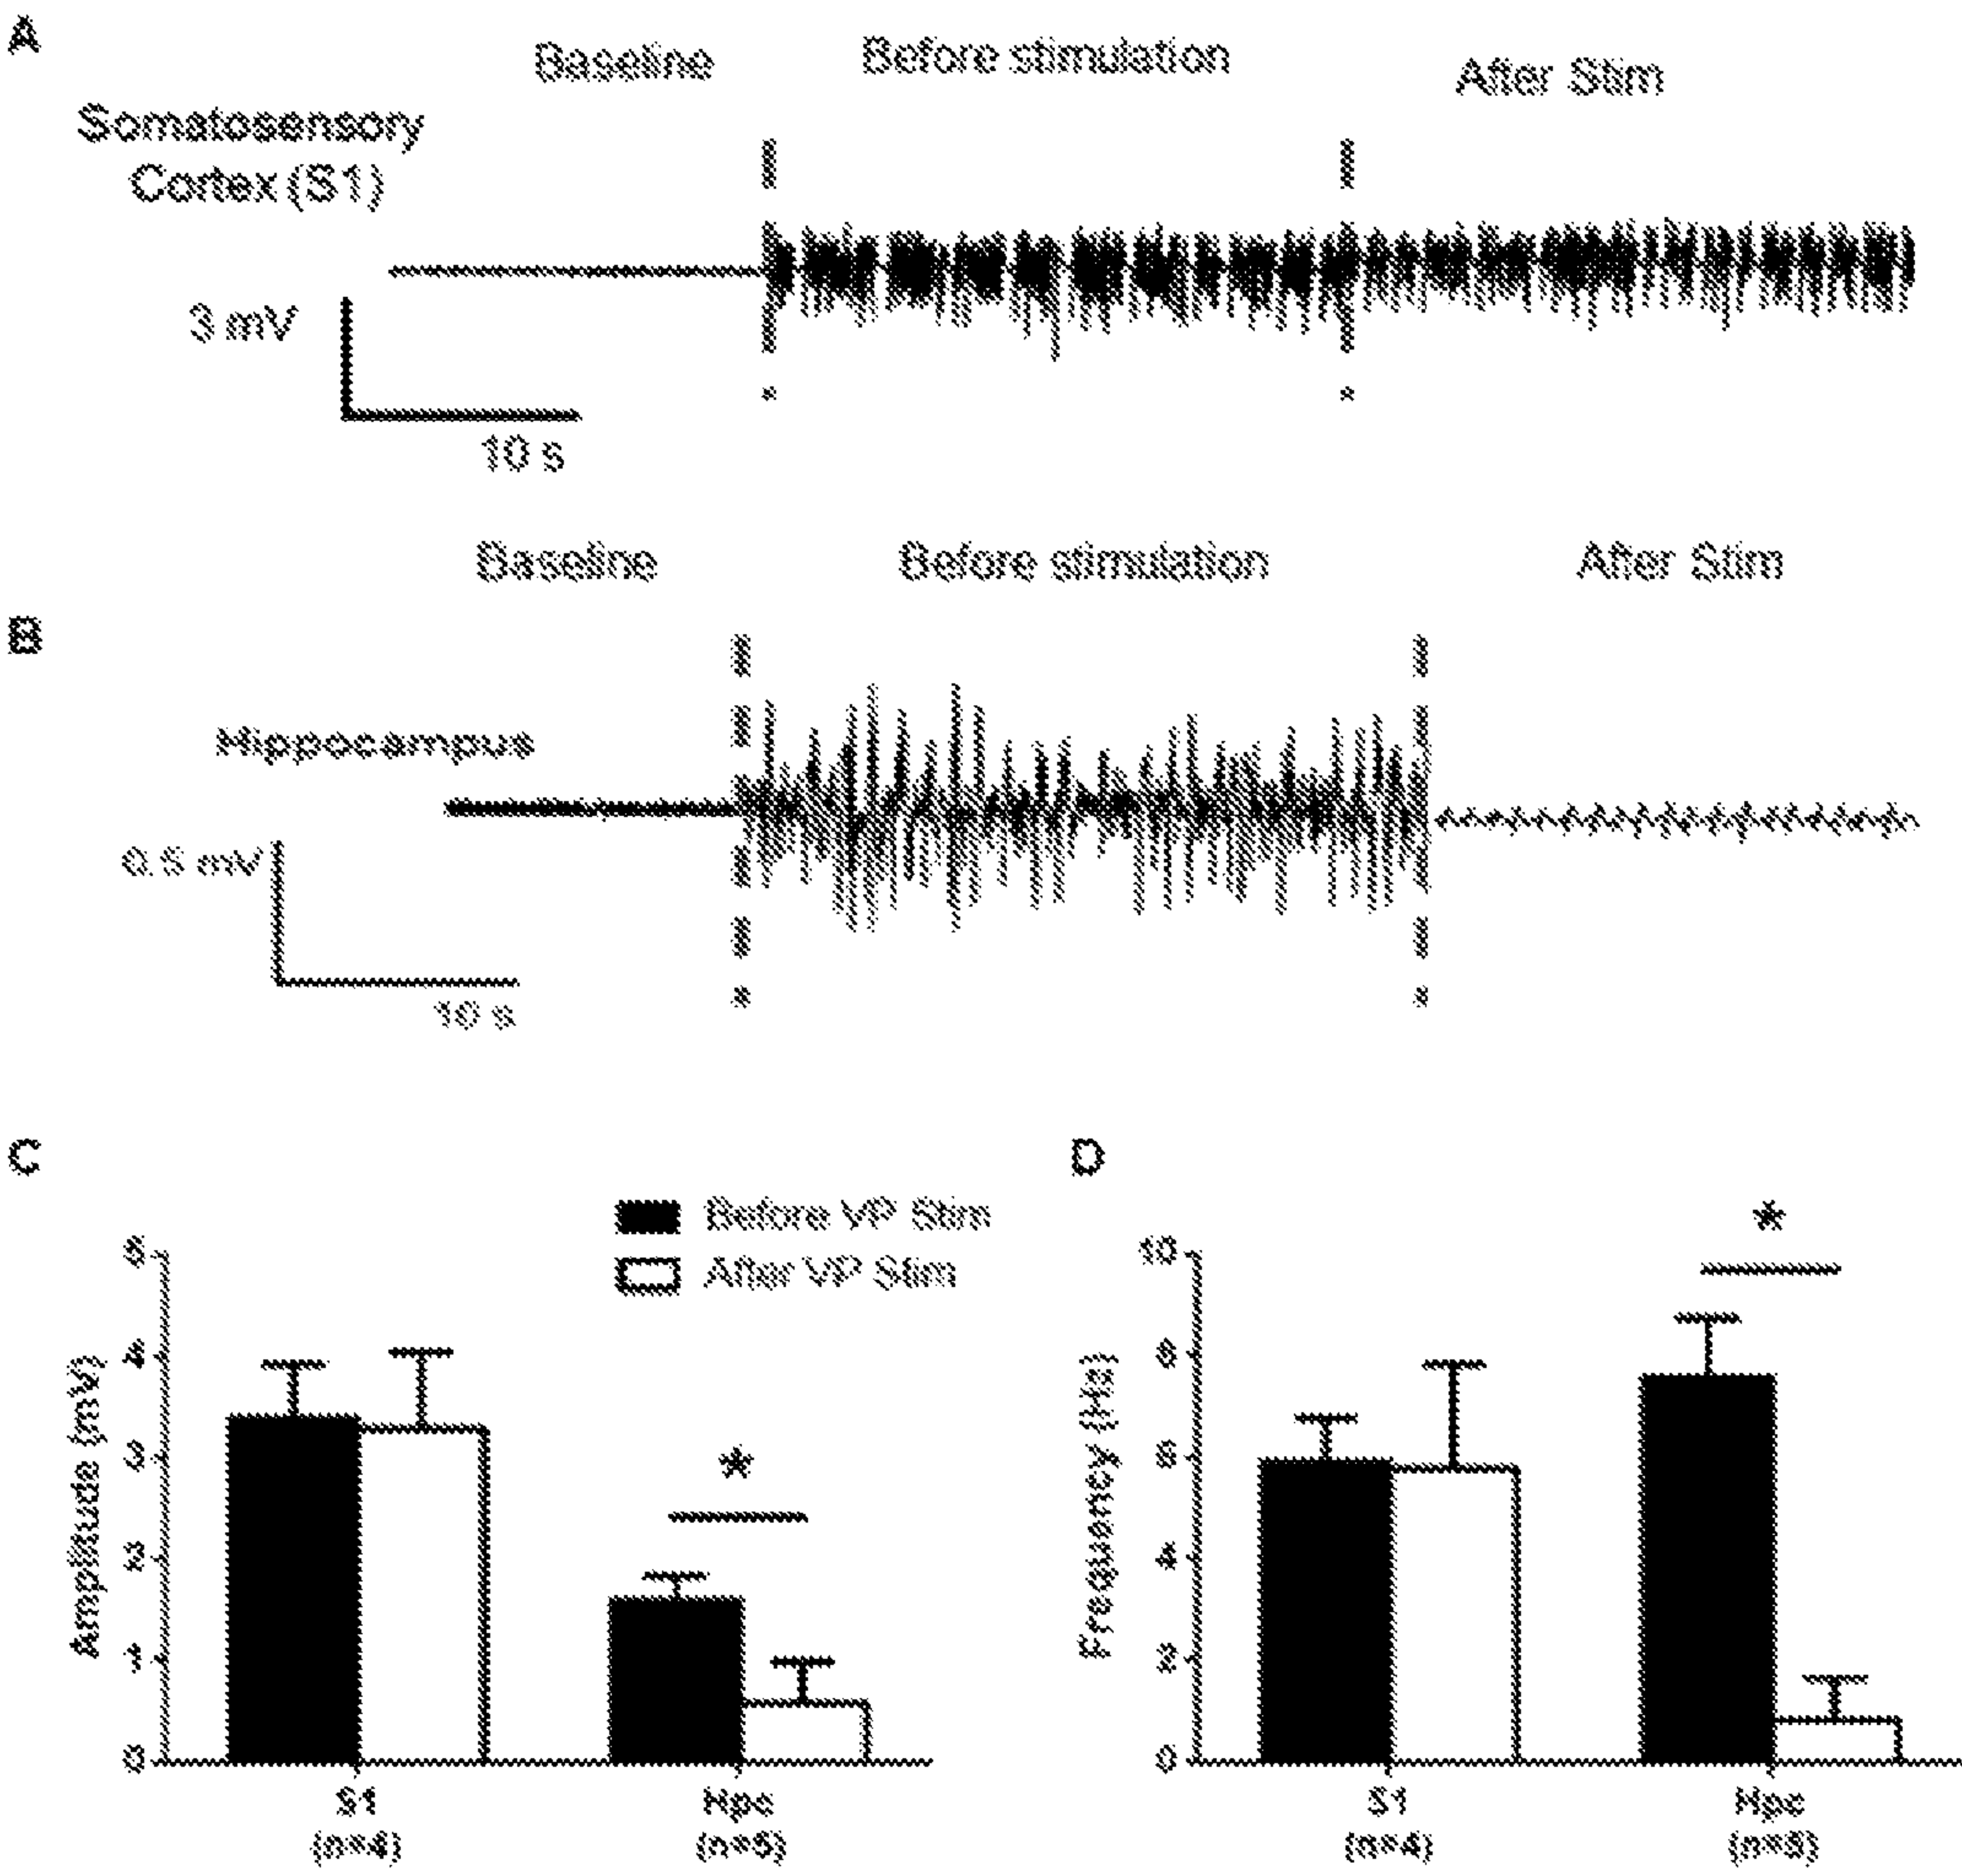 A
Baseline
Before stimulation
After Stim
Somatosensory
Cortex (S1)
3 mV
10 s
Baseline
Before stimulation
After Stim
B
Hippocampus
0.5 mV
10 s
C
Before VP Stim
After VP Stim
*
Amplitude (mV)
5
4
3
2
1
0
S1
(n=4)
Hpc
(n=5)
D
*
Frequency (Hz)
10
8
6
4
2
0
S1
(n=4)
Hpc
(n=5)